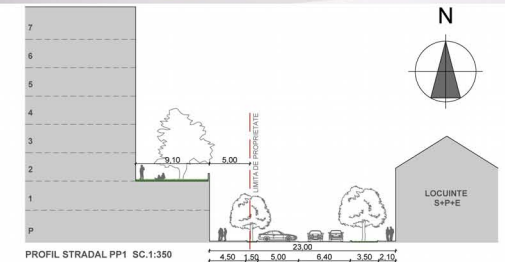 N
7
6
5
4
3
2
1
P
9,10
5,00
LIMITA DE PROPRIETATE
LOCUINTE
S+P+E
23,00
4,50 1,50 5,00 6,40 3,50 2,10
PROFIL STRADAL PP1 SC.1:350